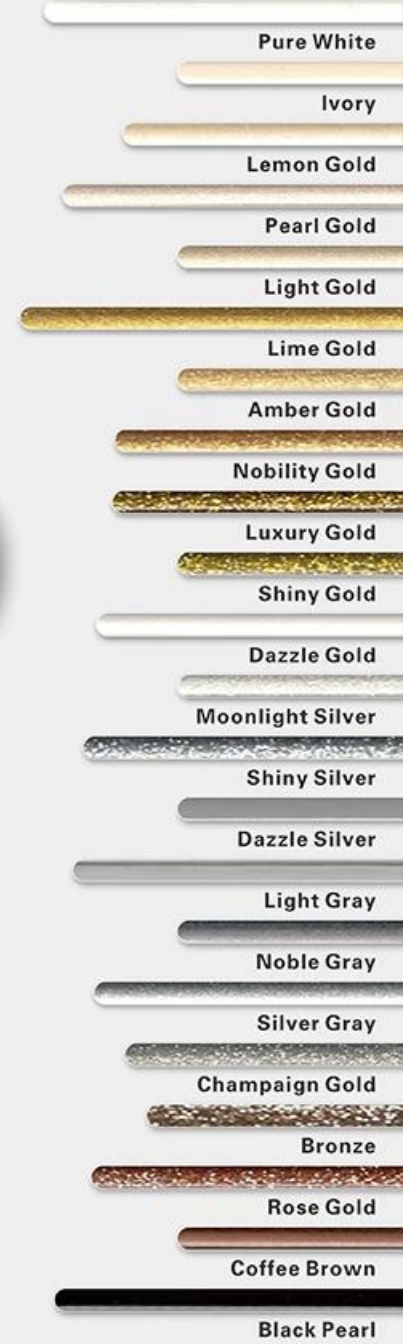 Pure White
Ivory
Lemon Gold
Pearl Gold
Light Gold
Lime Gold
Amber Gold
Nobility Gold
Luxury Gold
Shiny Gold
Dazzle Gold
Moonlight Silver
Shiny Silver
Dazzle Silver
Light Gray
Noble Gray
Silver Gray
Champaign Gold
Bronze
Rose Gold
Coffee Brown
Black Pearl